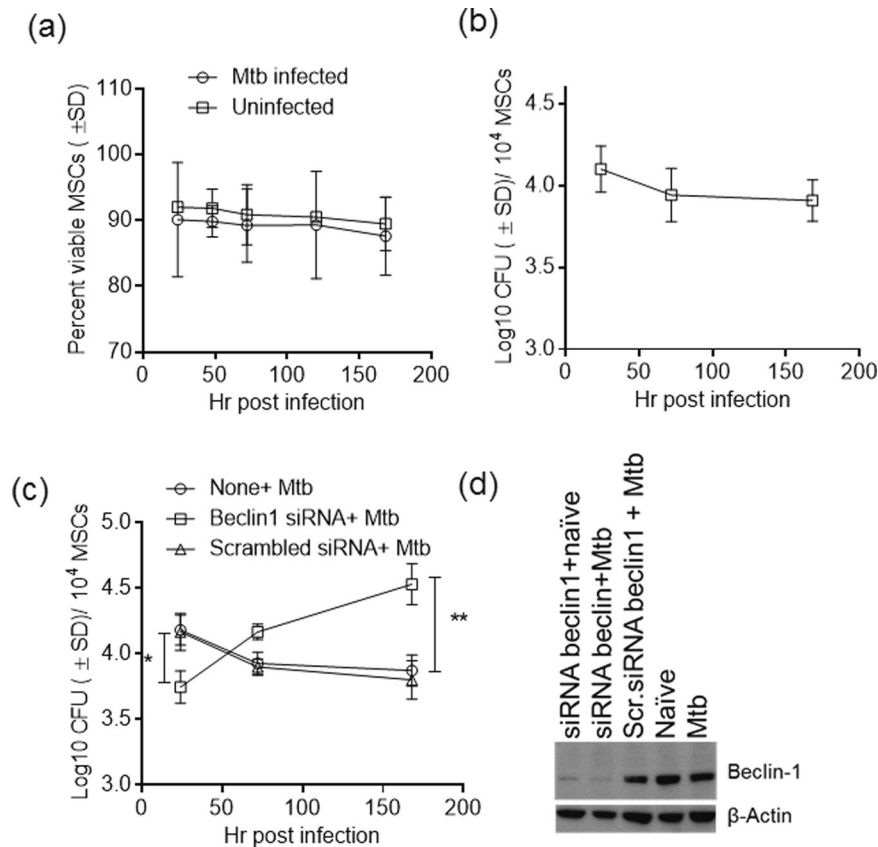 (a)
Mtb infected
Uninfected
Percent viable MSCs ( ±SD)
110
100
90
80
70
0 50 100 150 200
Hr post infection
(b)
Log10 CFU ( ± SD)/ 10⁴ MSCs
4.5
4.0
3.5
3.0
0 50 100 150 200
Hr post infection
(c)
None+ Mtb
Beclin1 siRNA+ Mtb
Scrambled siRNA+ Mtb
Log10 CFU ( ± SD)/ 10⁴ MSCs
5.0
4.5
4.0
3.5
3.0
*
**
0 50 100 150 200
Hr post infection
(d)
siRNA beclin1+naïve
siRNA beclin+Mtb
Scr.siRNA beclin1 + Mtb
Naïve
Mtb
Beclin-1
β-Actin